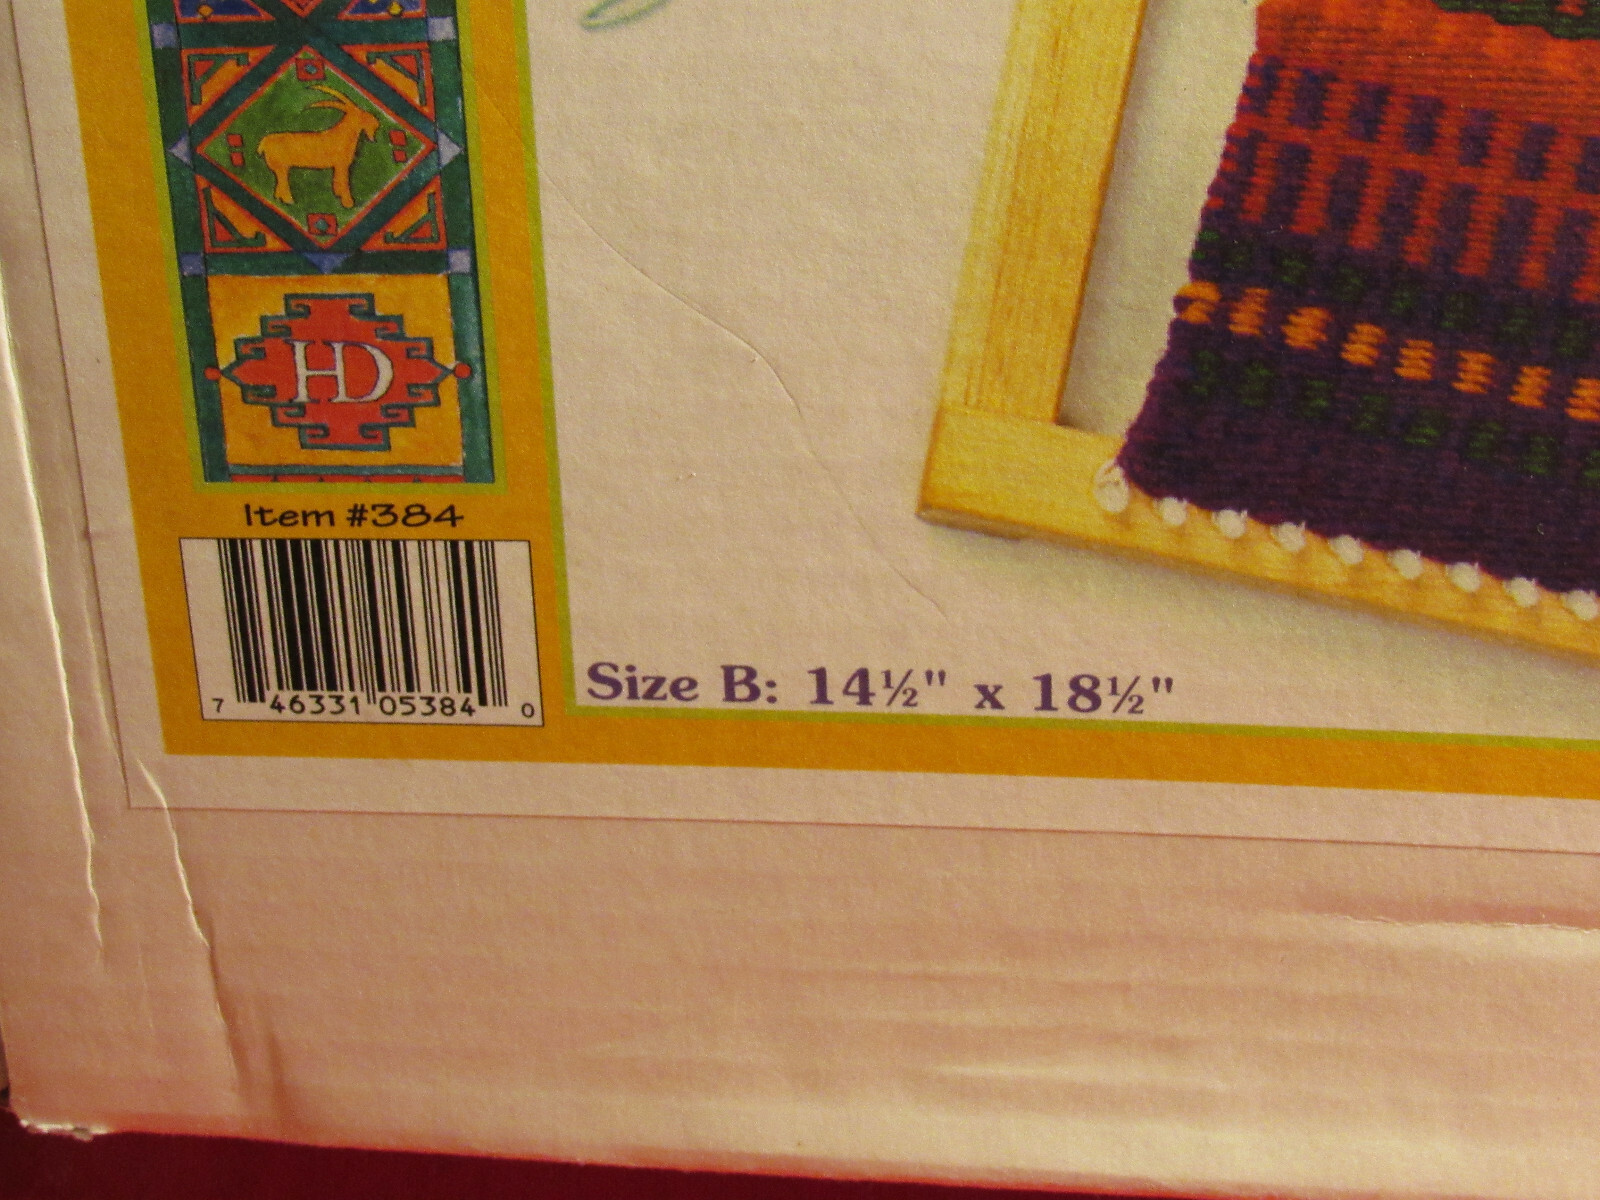 HD
Item #384
7 46331 05384 0
Size B: 14½" x 18½"